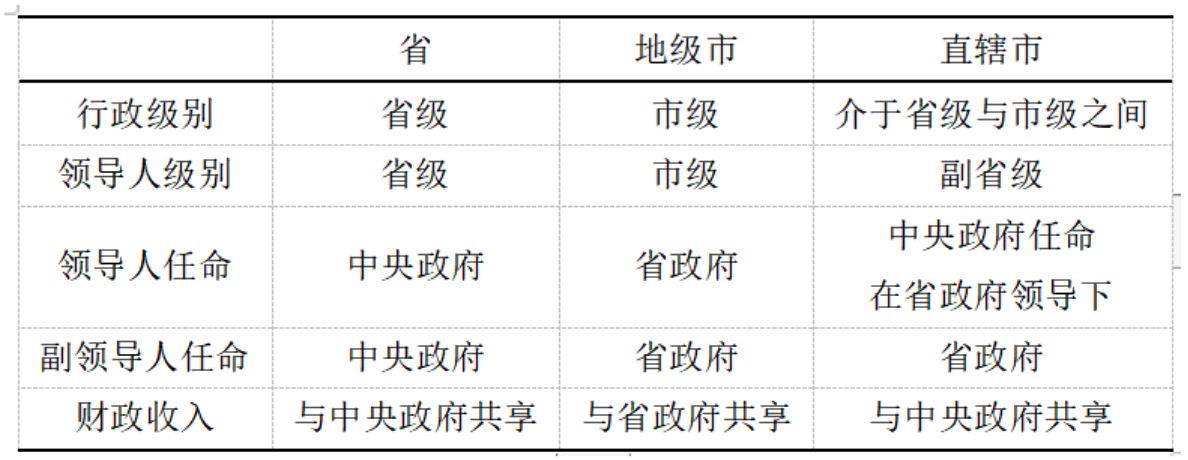 省 地级市 直辖市
行政级别 省级 市级 介于省级与市级之间
领导人级别 省级 市级 副省级
领导人任命 中央政府 省政府 中央政府任命
在省政府领导下
副领导人任命 中央政府 省政府 省政府
财政收入 与中央政府共享 与省政府共享 与中央政府共享